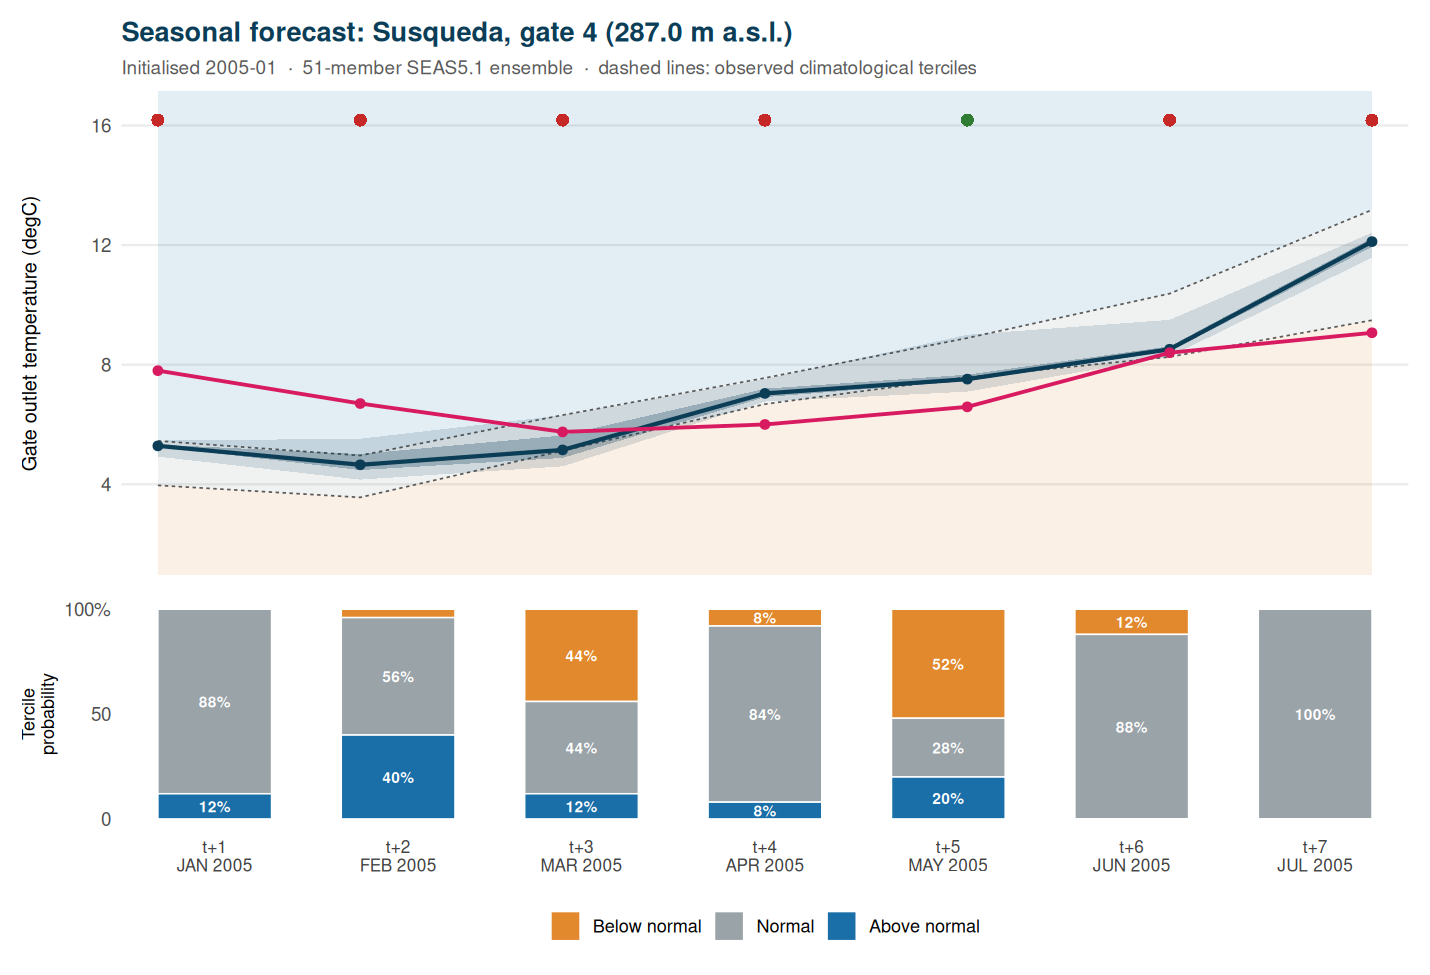 Seasonal forecast: Susqueda, gate 4 (287.0 m a.s.l.)
Initialised 2005-01 · 51-member SEAS5.1 ensemble · dashed lines: observed climatological terciles
Gate outlet temperature (degC)
16
12
8
4
Tercile
probability
100%
50
0
88%
12%
56%
40%
44%
44%
12%
8%
84%
8%
52%
28%
20%
12%
88%
100%
t+1
JAN 2005
t+2
FEB 2005
t+3
MAR 2005
t+4
APR 2005
t+5
MAY 2005
t+6
JUN 2005
t+7
JUL 2005
Below normal
Normal
Above normal